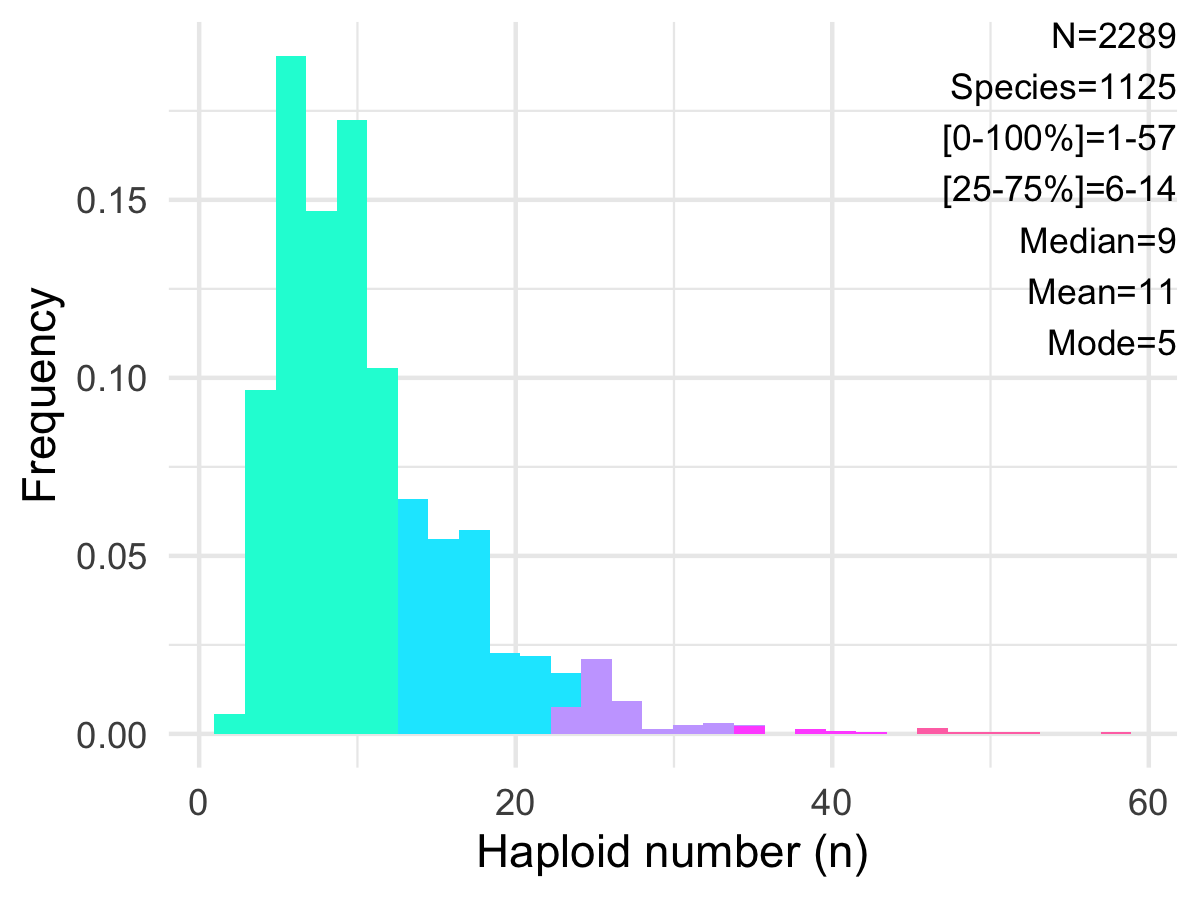 N=2289
Species=1125
[0-100%]=1-57
[25-75%]=6-14
Median=9
Mean=11
Mode=5
Frequency
0.15
0.10
0.05
0.00
0
20
40
60
Haploid number (n)